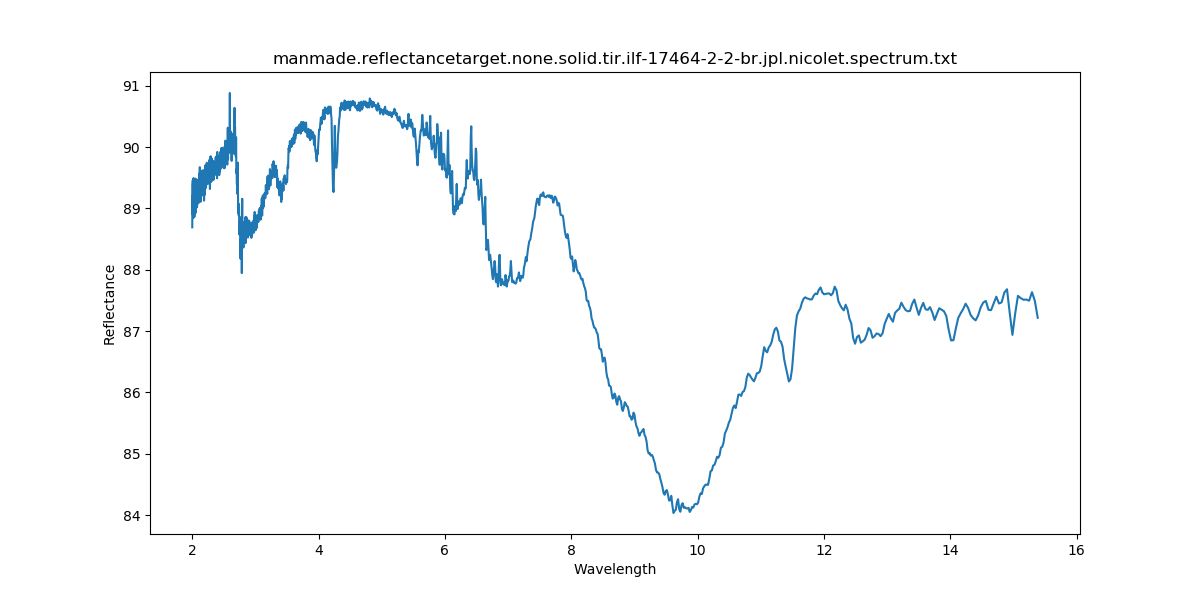 manmade.reflectancetarget.none.solid.tir.ilf-17464-2-2-br.jpl.nicolet.spectrum.txt
91
90
89
88
87
86
85
84
Reflectance
2 4 6 8 10 12 14 16
Wavelength